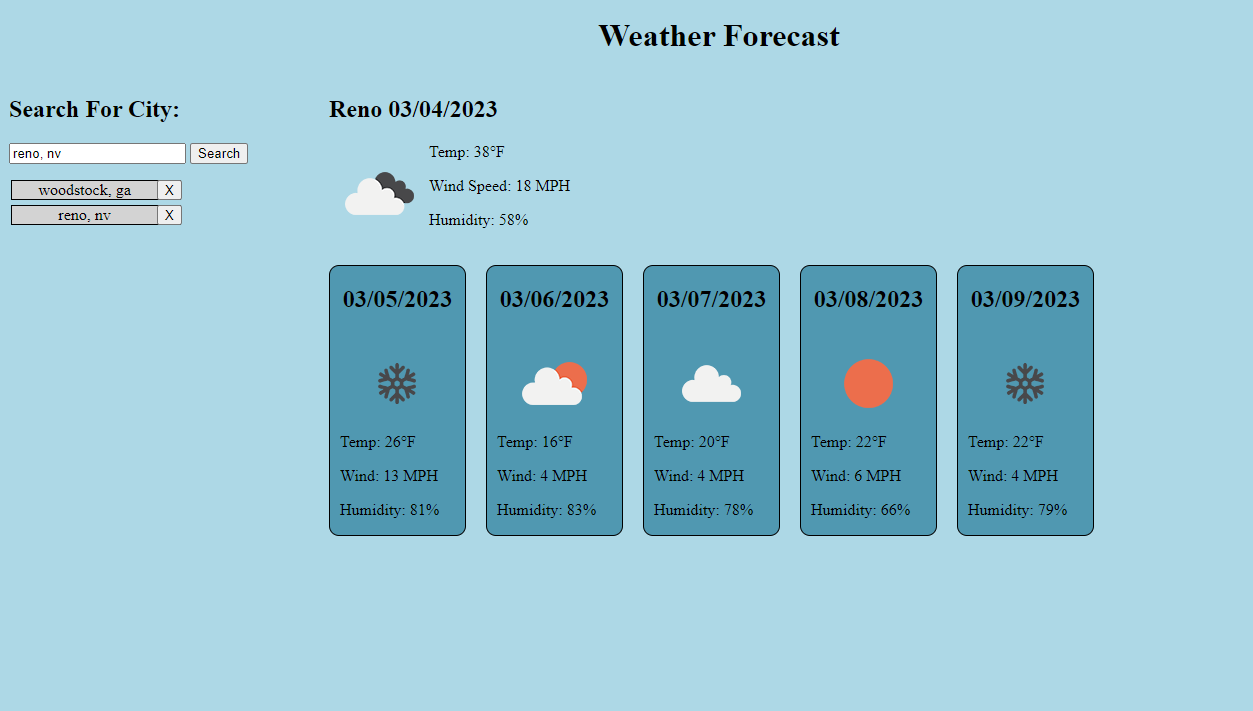 Weather Forecast
Search For City:
reno, nv Search
woodstock, ga X
reno, nv X
Reno 03/04/2023
Temp: 38°F
Wind Speed: 18 MPH
Humidity: 58%
03/05/2023
Temp: 26°F
Wind: 13 MPH
Humidity: 81%
03/06/2023
Temp: 16°F
Wind: 4 MPH
Humidity: 83%
03/07/2023
Temp: 20°F
Wind: 4 MPH
Humidity: 78%
03/08/2023
Temp: 22°F
Wind: 6 MPH
Humidity: 66%
03/09/2023
Temp: 22°F
Wind: 4 MPH
Humidity: 79%